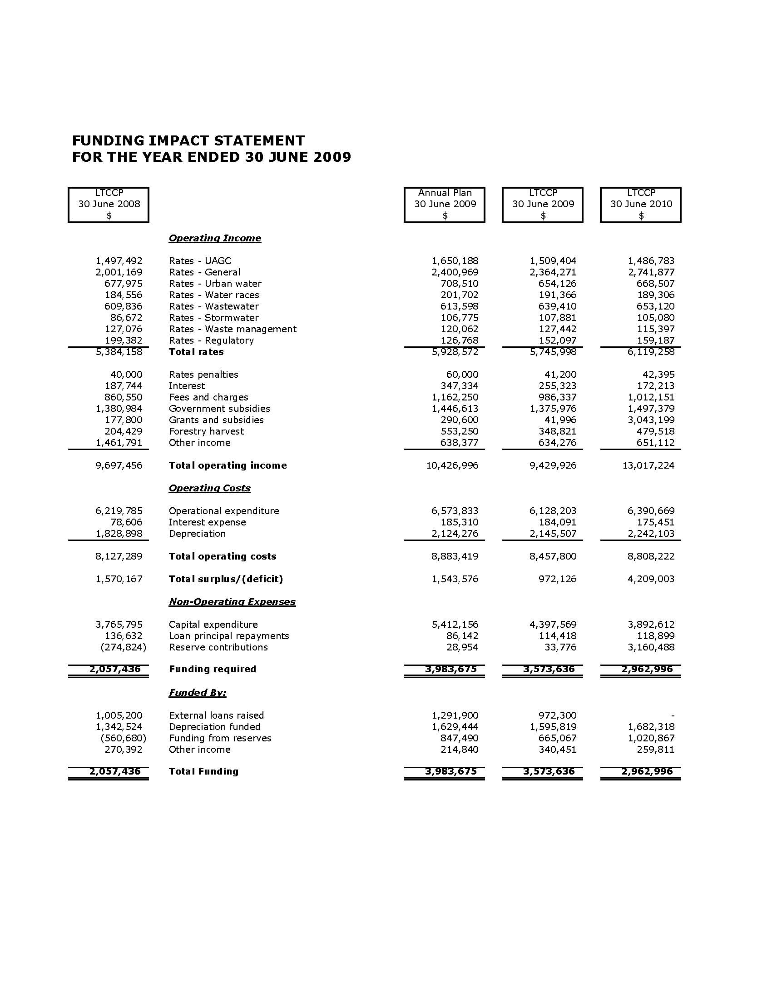 FUNDING IMPACT STATEMENT
FOR THE YEAR ENDED 30 JUNE 2009
LTCCP Annual Plan LTCCP LTCCP
30 June 2008 30 June 2009 30 June 2009 30 June 2010
$ $ $ $
Operating Income
1,497,492 Rates - UAGC 1,650,188 1,509,404 1,486,783
2,001,169 Rates - General 2,400,969 2,364,271 2,741,877
677,975 Rates - Urban water 708,510 654,126 668,507
184,556 Rates - Water races 201,702 191,366 189,306
609,836 Rates - Wastewater 613,598 639,410 653,120
86,672 Rates - Stormwater 106,775 107,881 105,080
127,076 Rates - Waste management 120,062 127,442 115,397
199,382 Rates - Regulatory 126,768 152,097 159,187
5,384,158 Total rates 5,928,572 5,745,998 6,119,258
40,000 Rates penalties 60,000 41,200 42,395
187,744 Interest 347,334 255,323 172,213
860,550 Fees and charges 1,162,250 986,337 1,012,151
1,380,984 Government subsidies 1,446,613 1,375,976 1,497,379
177,800 Grants and subsidies 290,600 41,996 3,043,199
204,429 Forestry harvest 553,250 348,821 479,518
1,461,791 Other income 638,377 634,276 651,112
9,697,456 Total operating income 10,426,996 9,429,926 13,017,224
Operating Costs
6,219,785 Operational expenditure 6,573,833 6,128,203 6,390,669
78,606 Interest expense 185,310 184,091 175,451
1,828,898 Depreciation 2,124,276 2,145,507 2,242,103
8,127,289 Total operating costs 8,883,419 8,457,800 8,808,222
1,570,167 Total surplus/(deficit) 1,543,576 972,126 4,209,003
Non-Operating Expenses
3,765,795 Capital expenditure 5,412,156 4,397,569 3,892,612
136,632 Loan principal repayments 86,142 114,418 118,899
(274,824) Reserve contributions 28,954 33,776 3,160,488
2,057,436 Funding required 3,983,675 3,573,636 2,962,996
Funded By:
1,005,200 External loans raised 1,291,900 972,300 -
1,342,524 Depreciation funded 1,629,444 1,595,819 1,682,318
(560,680) Funding from reserves 847,490 665,067 1,020,867
270,392 Other income 214,840 340,451 259,811
2,057,436 Total Funding 3,983,675 3,573,636 2,962,996